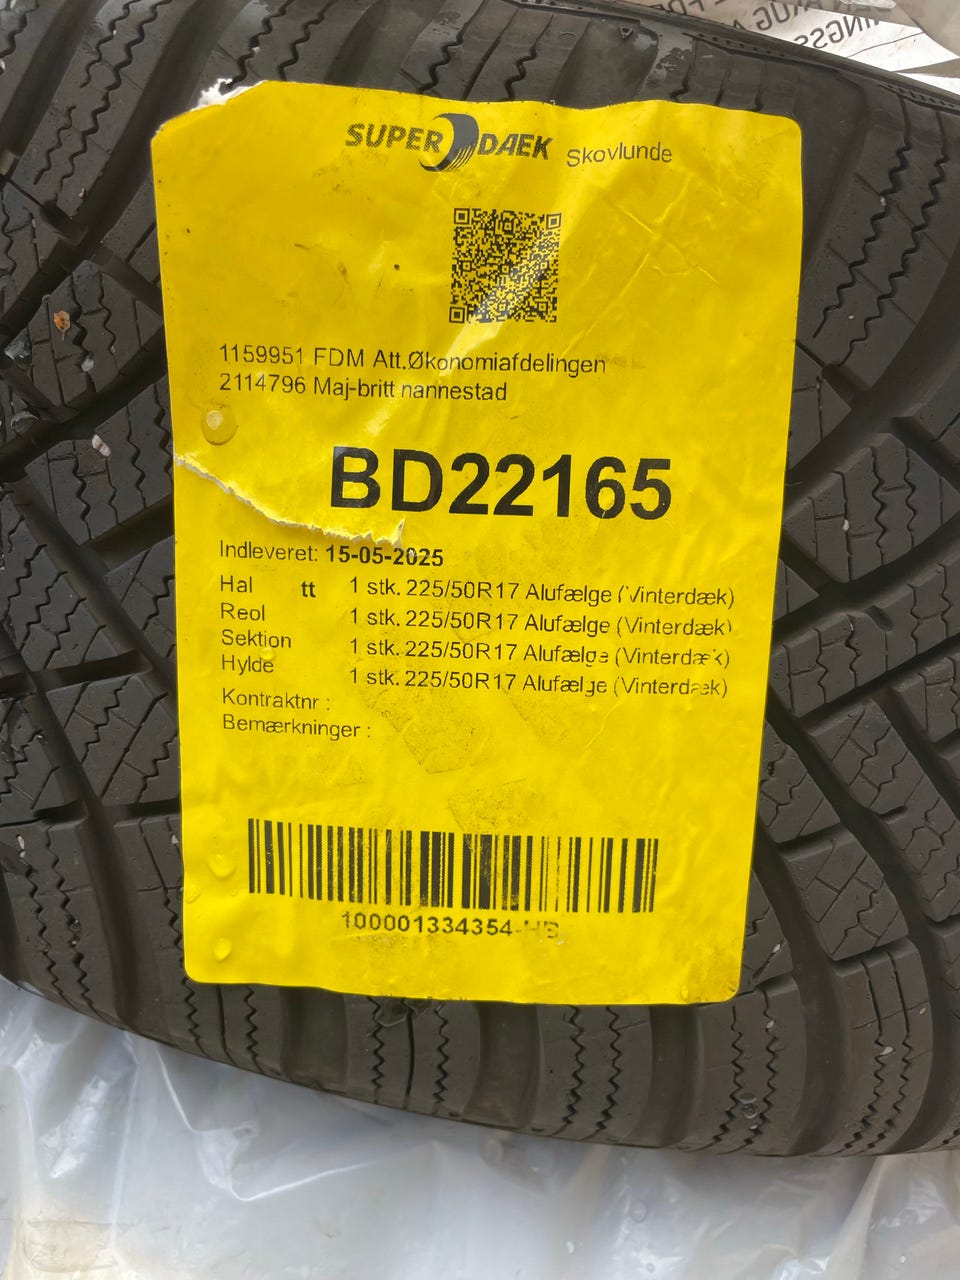 SUPER DÆK Skovlunde
1159951 FDM Att.Økonomiafdelingen
2114796 Maj-britt nannestad
BD22165
Indleveret: 15-05-2025
Hal tt 1 stk. 225/50R17 Alufælge (Vinterdæk)
Reol 1 stk. 225/50R17 Alufælge (Vinterdæk)
Sektion 1 stk. 225/50R17 Alufælge (Vinterdæk)
Hylde 1 stk. 225/50R17 Alufælge (Vinterdæk)
Kontraktnr :
Bemærkninger :
100001334354-HB